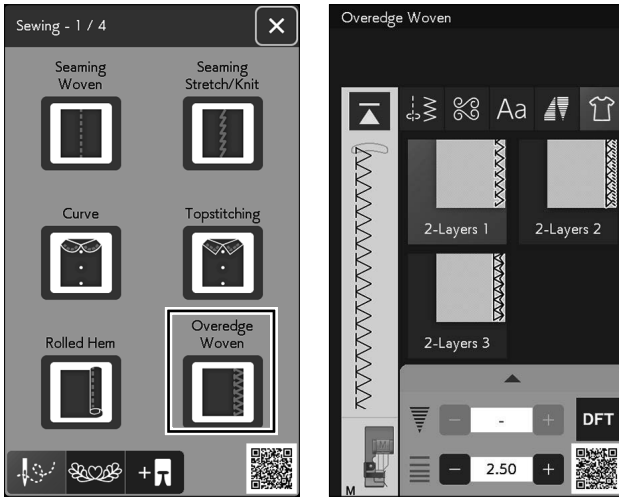 Sewing - 1 / 4
Seaming
Woven
Seaming
Stretch/Knit
Curve
Topstitching
Rolled Hem
Overedge
Woven
+
Overedge Woven
Aa
2-Layers 1
2-Layers 2
2-Layers 3
- - +
DFT
- 2.50 +
M